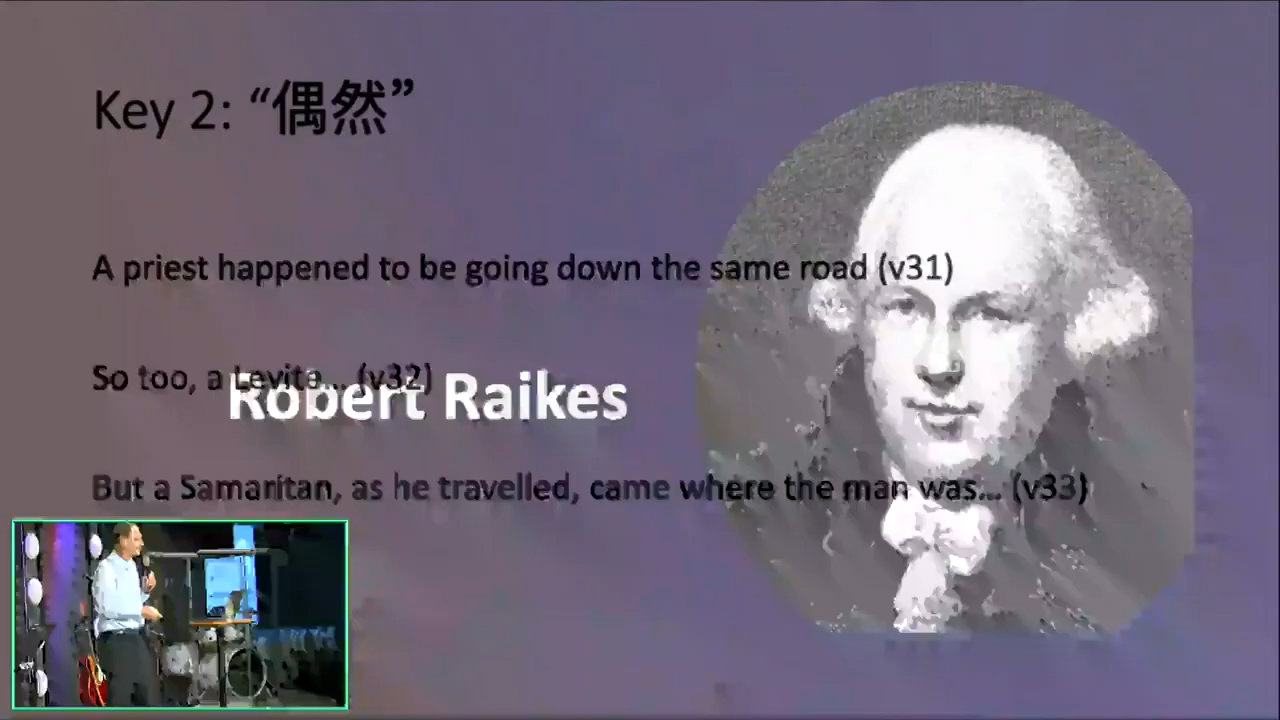 Key 2: “偶然”
A priest happened to be going down the same road (v31)
So too, a Levite... (v32)
Robert Raikes
But a Samaritan, as he travelled, came where the man was... (v33)